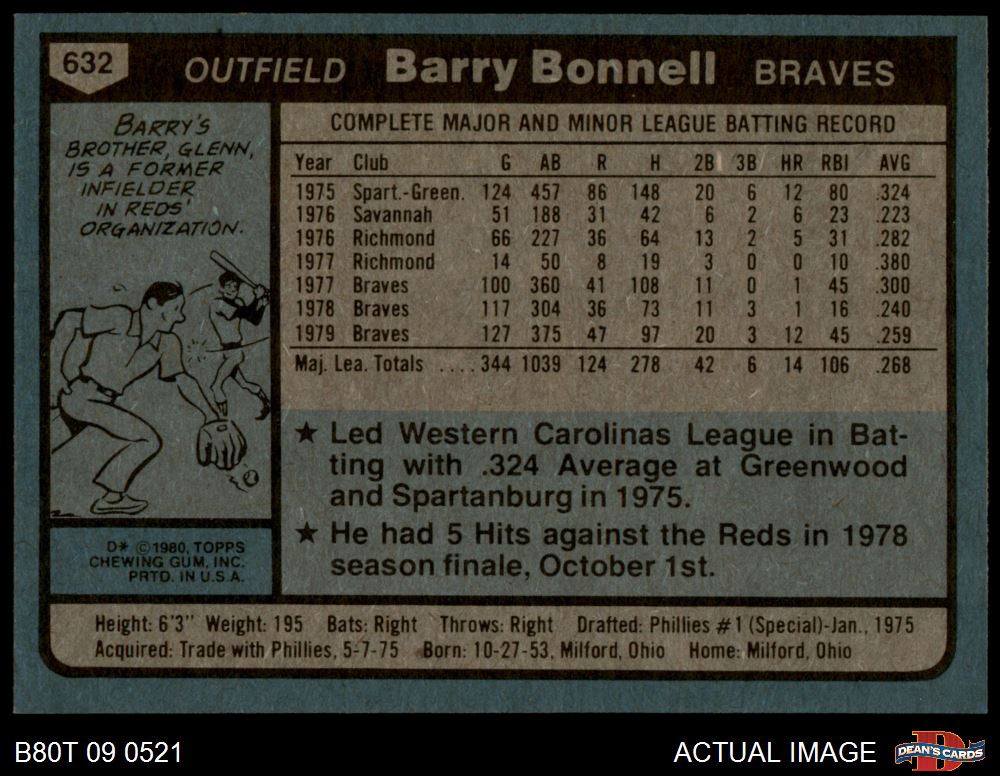 632
OUTFIELD Barry Bonnell BRAVES
BARRY'S
BROTHER, GLENN,
IS A FORMER
INFIELDER
IN REDS'
ORGANIZATION.
D* © 1980, TOPPS
CHEWING GUM, INC.
PRTD. IN U.S.A.
COMPLETE MAJOR AND MINOR LEAGUE BATTING RECORD
Year Club G AB R H 2B 3B HR RBI AVG
1975 Spart.-Green. 124 457 86 148 20 6 12 80 .324
1976 Savannah 51 188 31 42 6 2 6 23 .223
1976 Richmond 66 227 36 64 13 2 5 31 .282
1977 Richmond 14 50 8 19 3 0 0 10 .380
1977 Braves 100 360 41 108 11 0 1 45 .300
1978 Braves 117 304 36 73 11 3 1 16 .240
1979 Braves 127 375 47 97 20 3 12 45 .259
Maj. Lea. Totals .... 344 1039 124 278 42 6 14 106 .268
★ Led Western Carolinas League in Bat-
ting with .324 Average at Greenwood
and Spartanburg in 1975.
★ He had 5 Hits against the Reds in 1978
season finale, October 1st.
Height: 6'3" Weight: 195 Bats: Right Throws: Right Drafted: Phillies #1 (Special)-Jan., 1975
Acquired: Trade with Phillies, 5-7-75 Born: 10-27-53, Milford, Ohio Home: Milford, Ohio
B80T 09 0521 ACTUAL IMAGE D DEAN'S CARDS